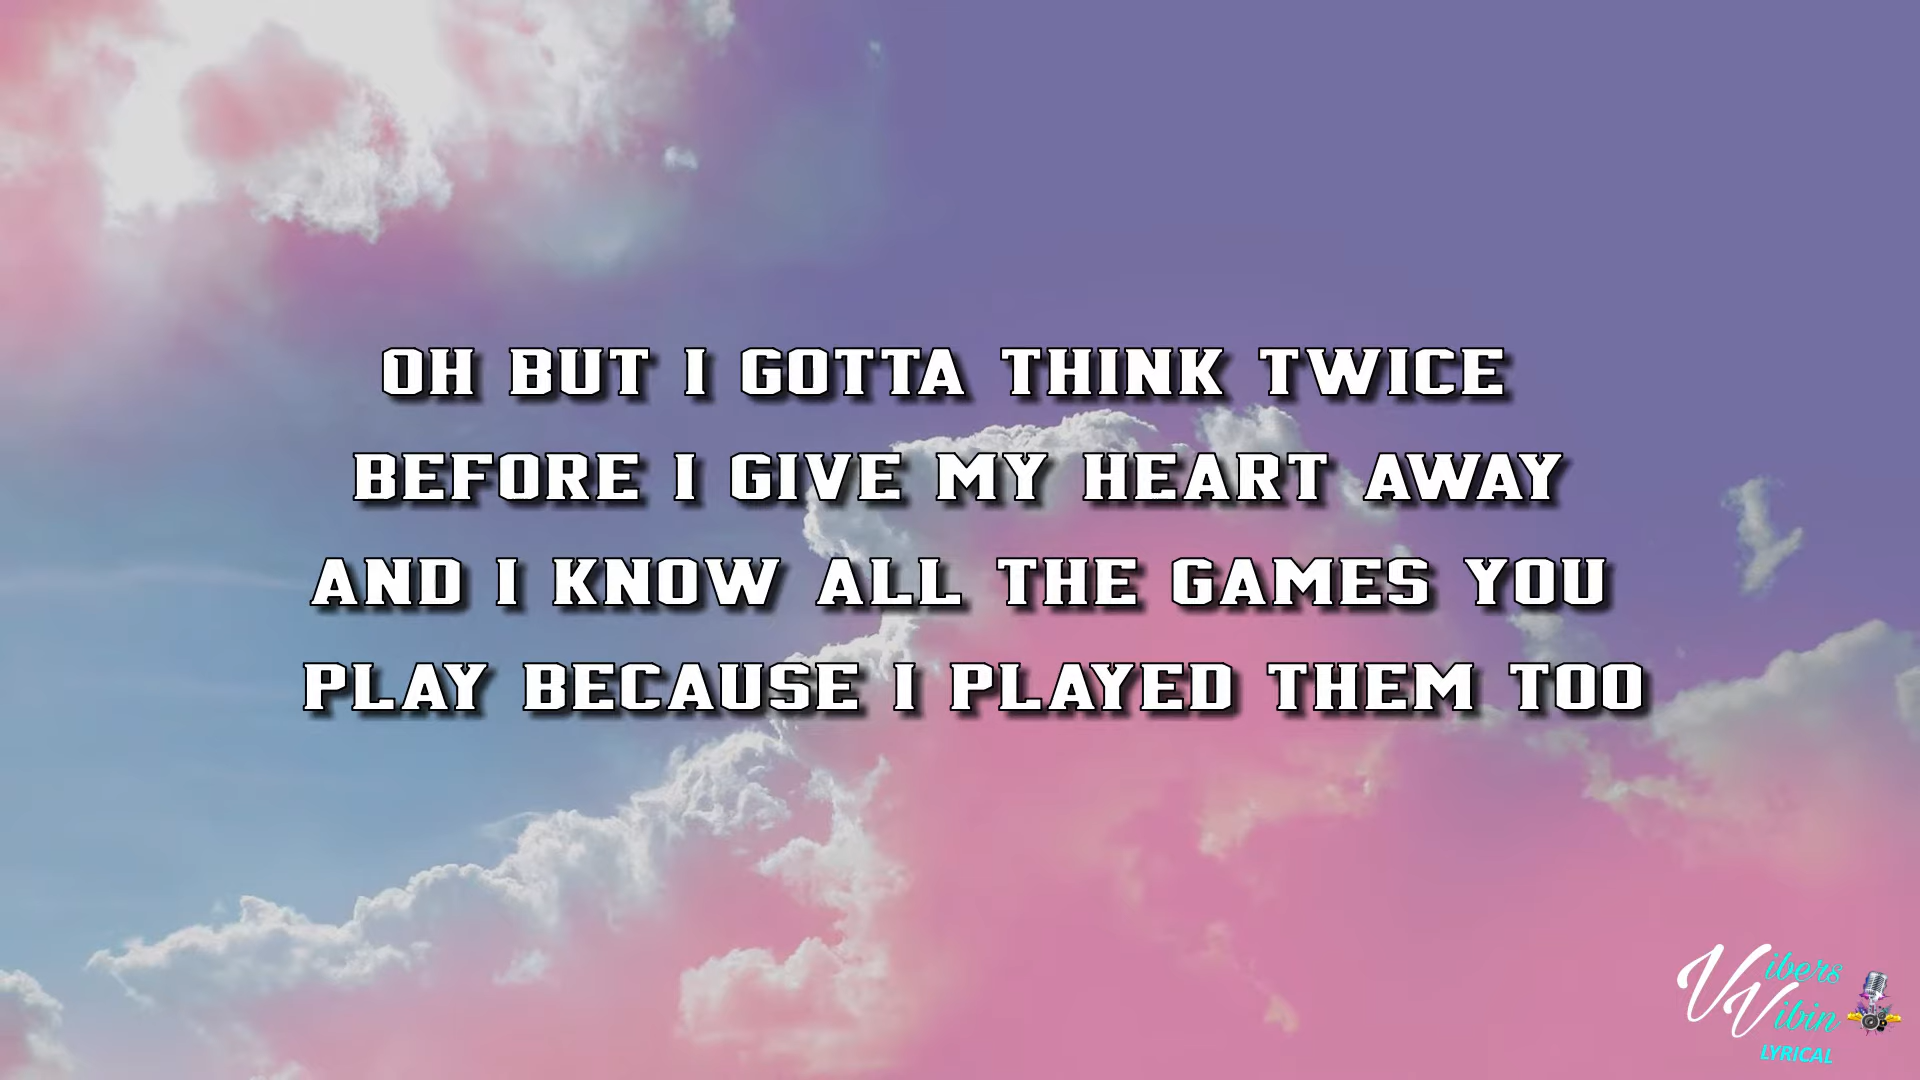 OH BUT I GOTTA THINK TWICE
BEFORE I GIVE MY HEART AWAY
AND I KNOW ALL THE GAMES YOU
PLAY BECAUSE I PLAYED THEM TOO
Vibers
Vibin
LYRICAL